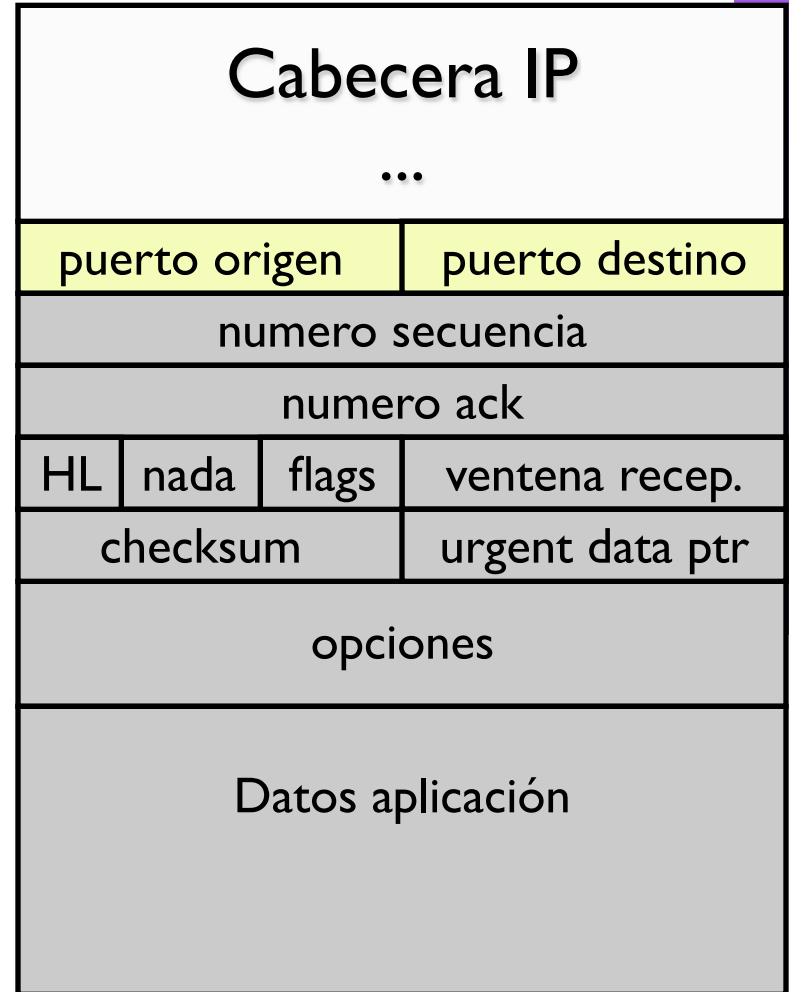 Cabecera IP
...
puerto origen puerto destino
numero secuencia
numero ack
HL nada flags ventena recep.
checksum urgent data ptr
opciones
Datos aplicación